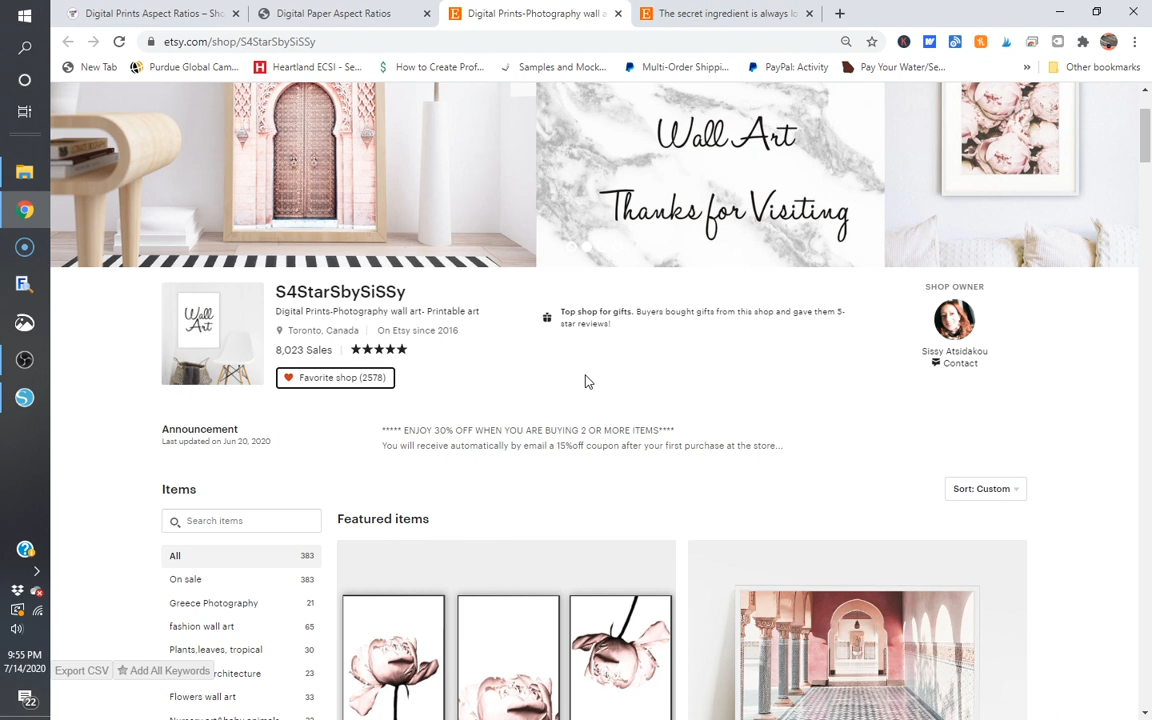 Digital Prints Aspect Ratios – Sho
Digital Paper Aspect Ratios
Digital Prints-Photography wall a
The secret ingredient is always lo
etsy.com/shop/S4StarSbySiSSy
New Tab
Purdue Global Cam...
Heartland ECSI - Se...
How to Create Prof...
Samples and Mock...
Multi-Order Shippi...
PayPal: Activity
Pay Your Water/Se...
Other bookmarks
Wall Art
Thanks for Visiting
Wall
Art
S4StarSbySiSSy
Digital Prints-Photography wall art- Printable art
Toronto, Canada | On Etsy since 2016
8,023 Sales
Favorite shop (2578)
Top shop for gifts. Buyers bought gifts from this shop and gave them 5-
star reviews!
SHOP OWNER
Sissy Atsidakou
Contact
Announcement
Last updated on Jun 20, 2020
***** ENJOY 30% OFF WHEN YOU ARE BUYING 2 OR MORE ITEMS****
You will receive automatically by email a 15%off coupon after your first purchase at the store...
Items
Sort: Custom
Search items
Featured items
All 383
On sale 383
Greece Photography 21
fashion wall art 65
Plants,leaves, tropical 30
rchitecture 23
Flowers wall art 33
Export CSV
Add All Keywords
9:55 PM
7/14/2020
22